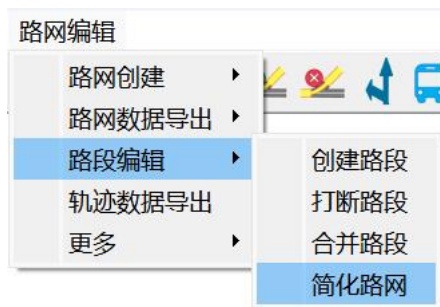 路网编辑
路网创建
路网数据导出
路段编辑
轨迹数据导出
更多
创建路段
打断路段
合并路段
简化路网